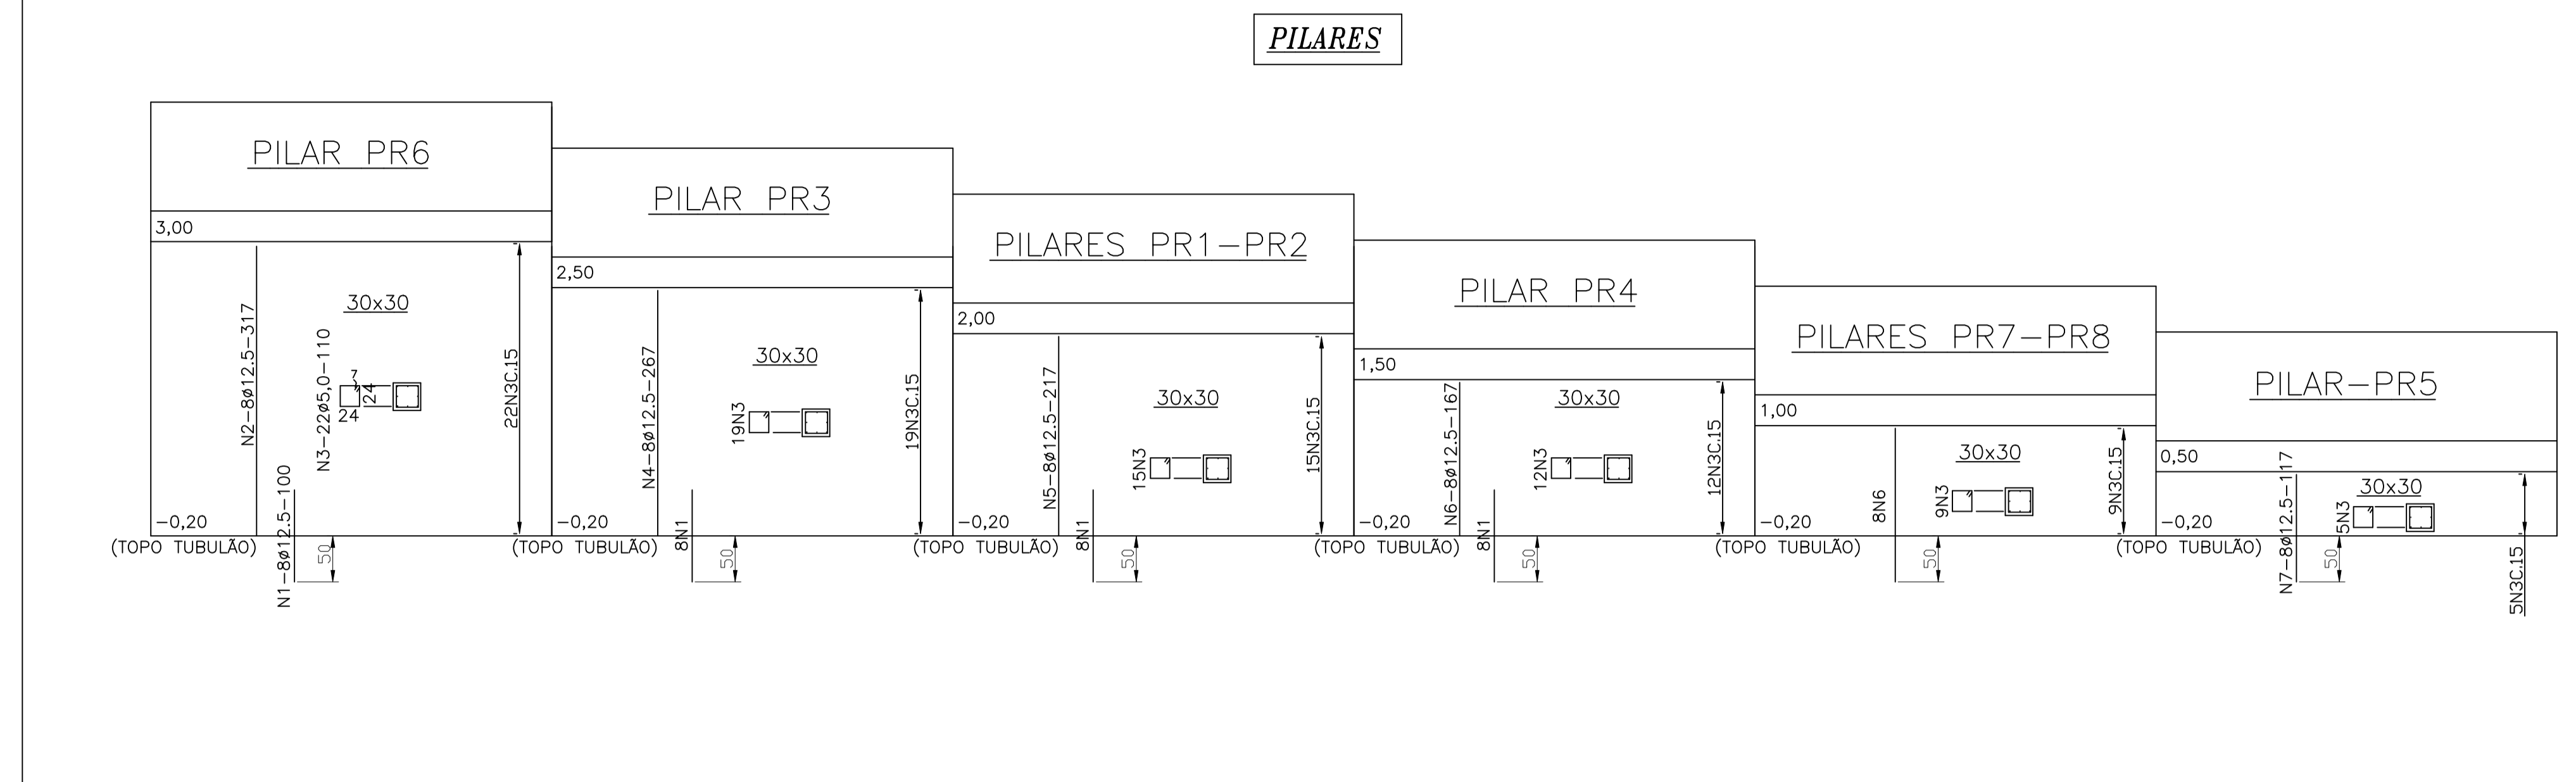 PILARES
PILAR PR6
3,00
N2-8ø12.5-317
N1-8ø12.5-100
N3-22ø5,0-110
30x30
7
24
24
22N3C.15
-0,20
(TOPO TUBULÃO)
50
PILAR PR3
2,50
N4-8ø12.5-267
8N1
30x30
19N3
19N3C.15
-0,20
(TOPO TUBULÃO)
50
PILARES PR1-PR2
2,00
N5-8ø12.5-217
8N1
30x30
15N3
15N3C.15
-0,20
(TOPO TUBULÃO)
50
PILAR PR4
1,50
N6-8ø12.5-167
8N1
30x30
12N3
12N3C.15
-0,20
(TOPO TUBULÃO)
50
PILARES PR7-PR8
1,00
8N6
30x30
9N3
9N3C.15
-0,20
(TOPO TUBULÃO)
50
PILAR-PR5
0,50
N7-8ø12.5-117
30x30
5N3
5N3C.15
-0,20
(TOPO TUBULÃO)
50